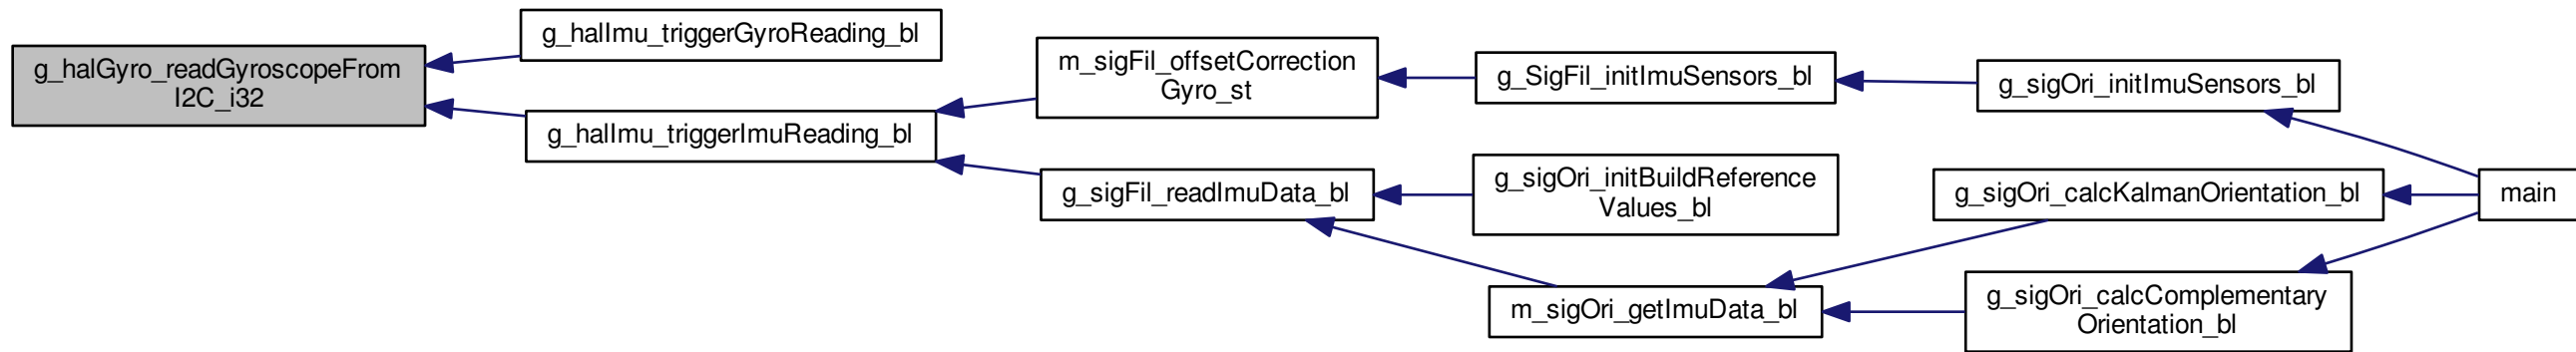 g_halGyro_readGyroscopeFrom
I2C_i32
g_halImu_triggerGyroReading_bl
g_halImu_triggerImuReading_bl
m_sigFil_offsetCorrection
Gyro_st
g_sigFil_readImuData_bl
g_SigFil_initImuSensors_bl
g_sigOri_initBuildReference
Values_bl
m_sigOri_getImuData_bl
g_sigOri_initImuSensors_bl
g_sigOri_calcKalmanOrientation_bl
g_sigOri_calcComplementary
Orientation_bl
main